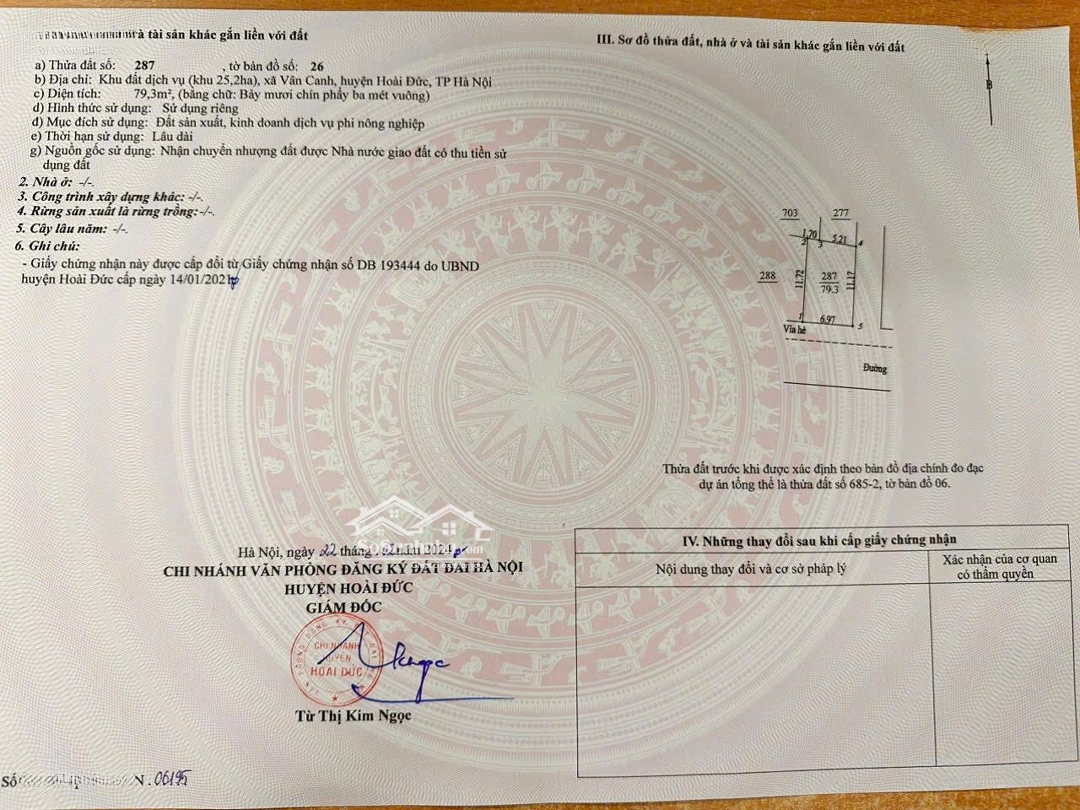 và tài sản khác gắn liền với đất
a) Thửa đất số: 287 , tờ bản đồ số: 26
b) Địa chỉ: Khu đất dịch vụ (khu 25,2ha), xã Vân Canh, huyện Hoài Đức, TP Hà Nội
c) Diện tích: 79,3m², (bằng chữ: Bảy mươi chín phẩy ba mét vuông)
d) Hình thức sử dụng: Sử dụng riêng
đ) Mục đích sử dụng: Đất sản xuất, kinh doanh dịch vụ phi nông nghiệp
e) Thời hạn sử dụng: Lâu dài
g) Nguồn gốc sử dụng: Nhận chuyển nhượng đất được Nhà nước giao đất có thu tiền sử
dụng đất
2. Nhà ở: -/-.
3. Công trình xây dựng khác: -/-.
4. Rừng sản xuất là rừng trồng: -/-.
5. Cây lâu năm: -/-.
6. Ghi chú:
- Giấy chứng nhận này được cấp đổi từ Giấy chứng nhận số DB 193444 do UBND
huyện Hoài Đức cấp ngày 14/01/2021
Hà Nội, ngày 22 tháng năm 2024
CHI NHÁNH VĂN PHÒNG ĐĂNG KÝ ĐẤT ĐAI HÀ NỘI
HUYỆN HOÀI ĐỨC
GIÁM ĐỐC
CHI NHÁNH
HUYỆN
HOÀI ĐỨC
Từ Thị Kim Ngọc
Số N . 06195
III. Sơ đồ thửa đất, nhà ở và tài sản khác gắn liền với đất
B
703 277
1.70 5.21
2 3 4
288 11.72 287 11.17
79.3
1 6.97 5
Vỉa hè
Đường
Thửa đất trước khi được xác định theo bản đồ địa chính đo đạc
dự án tổng thể là thửa đất số 685-2, tờ bản đồ 06.
IV. Những thay đổi sau khi cấp giấy chứng nhận
Nội dung thay đổi và cơ sở pháp lý
Xác nhận của cơ quan
có thẩm quyền